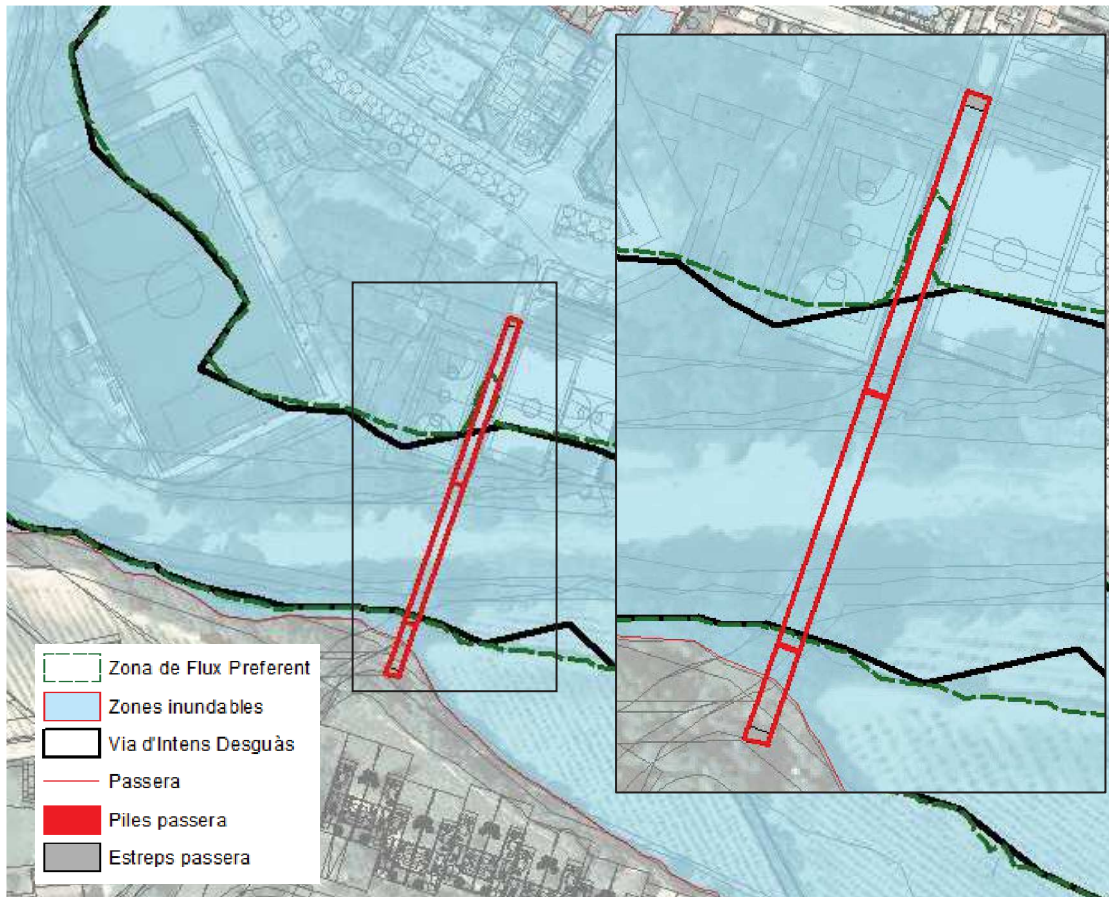 Zona de Flux Preferent
Zones inundables
Via d'Intens Desguàs
Passera
Piles passera
Estreps passera